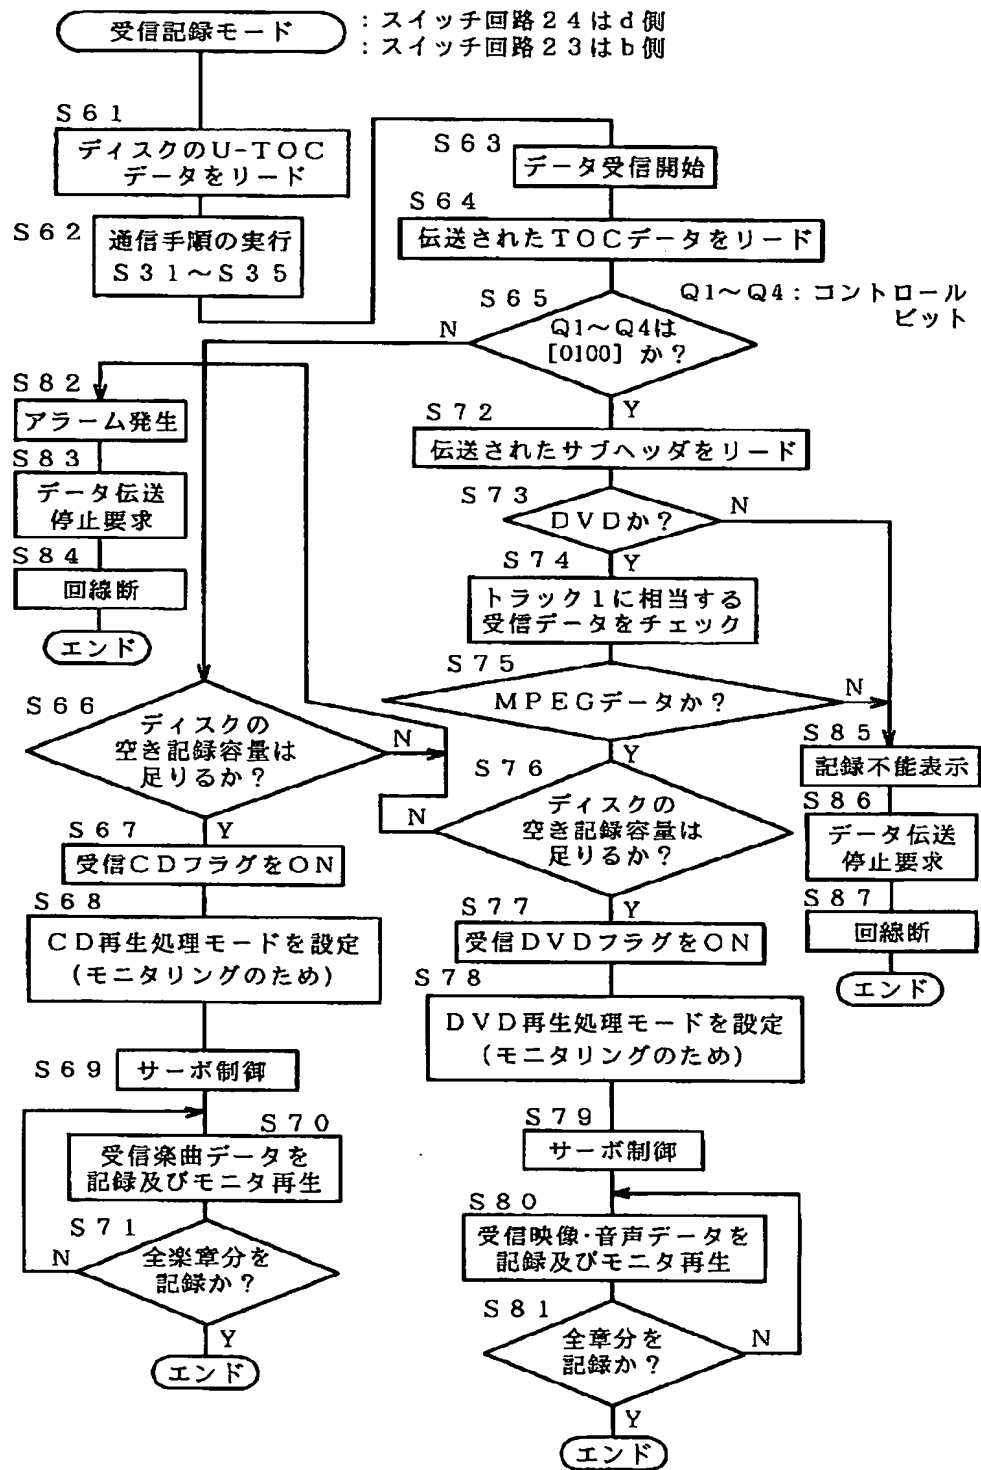 受信記録モード
：スイッチ回路２４はｄ側
：スイッチ回路２３はｂ側
Ｓ６１
ディスクのU-TOC
データをリード
Ｓ６２
通信手順の実行
Ｓ３１～Ｓ３５
Ｓ６３
データ受信開始
Ｓ６４
伝送されたTOCデータをリード
Ｓ６５
Q1～Q4は
[0100] か？
N
Y
Q1～Q4：コントロール
ビット
Ｓ８２
アラーム発生
Ｓ８３
データ伝送
停止要求
Ｓ８４
回線断
エンド
Ｓ７２
伝送されたサブヘッダをリード
Ｓ７３
DVDか？
N
Y
Ｓ７４
トラック１に相当する
受信データをチェック
Ｓ７５
MPEGデータか？
N
Y
Ｓ６６
ディスクの
空き記録容量は
足りるか？
N
Y
Ｓ７６
ディスクの
空き記録容量は
足りるか？
N
Y
Ｓ８５
記録不能表示
Ｓ８６
データ伝送
停止要求
Ｓ８７
回線断
エンド
Ｓ６７
受信CDフラグをON
Ｓ６８
CD再生処理モードを設定
(モニタリングのため)
Ｓ６９
サーボ制御
Ｓ７０
受信楽曲データを
記録及びモニタ再生
Ｓ７１
全楽章分を
記録か？
N
Y
エンド
Ｓ７７
受信DVDフラグをON
Ｓ７８
DVD再生処理モードを設定
(モニタリングのため)
Ｓ７９
サーボ制御
Ｓ８０
受信映像・音声データを
記録及びモニタ再生
Ｓ８１
全章分を
記録か？
N
Y
エンド